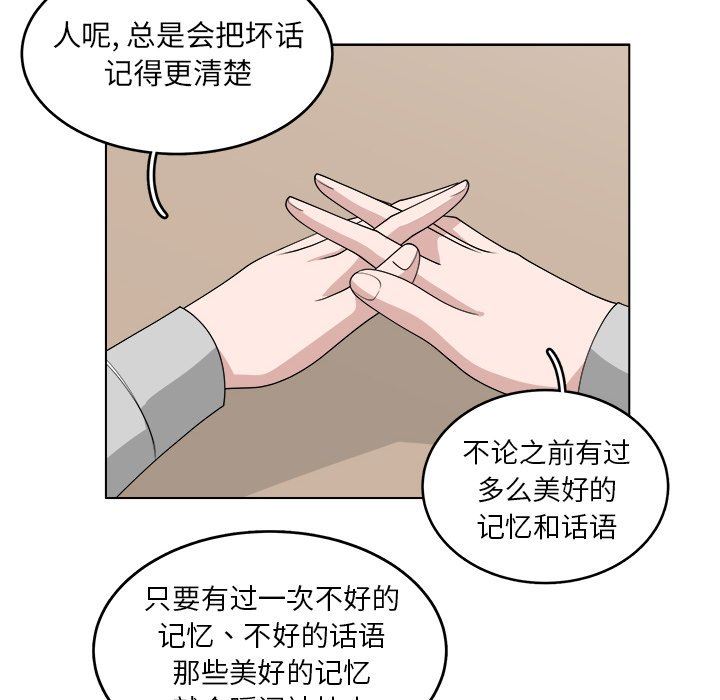 人呢, 总是会把坏话
记得更清楚
不论之前有过
多么美好的
记忆和话语
只要有过一次不好的
记忆、不好的话语
那些美好的记忆